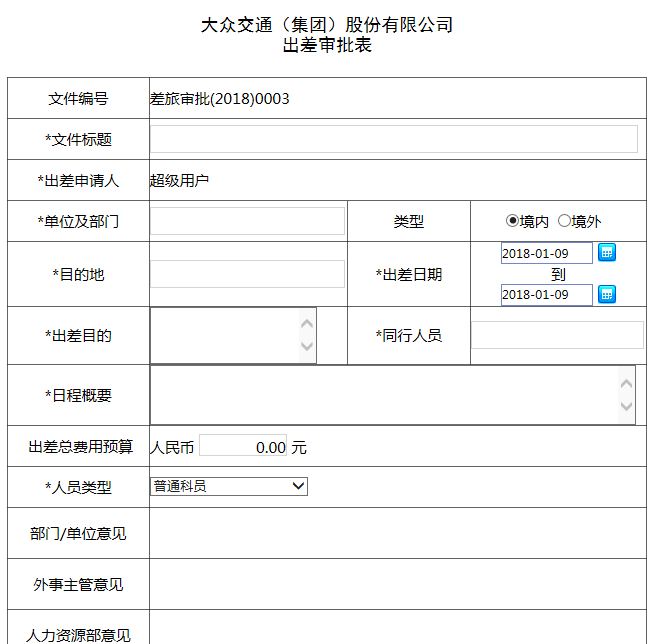 大众交通（集团）股份有限公司
出差审批表
文件编号 差旅审批(2018)0003
*文件标题
*出差申请人 超级用户
*单位及部门 类型 境内 境外
*目的地 *出差日期 2018-01-09
到
2018-01-09
*出差目的 *同行人员
*日程概要
出差总费用预算 人民币 0.00 元
*人员类型 普通科员
部门/单位意见
外事主管意见
人力资源部意见